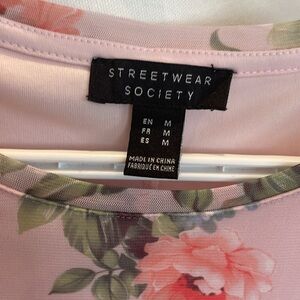 STREETWEAR
SOCIETY
EN M
FR M
ES M
MADE IN CHINA
FABRIQUÉ EN CHINE